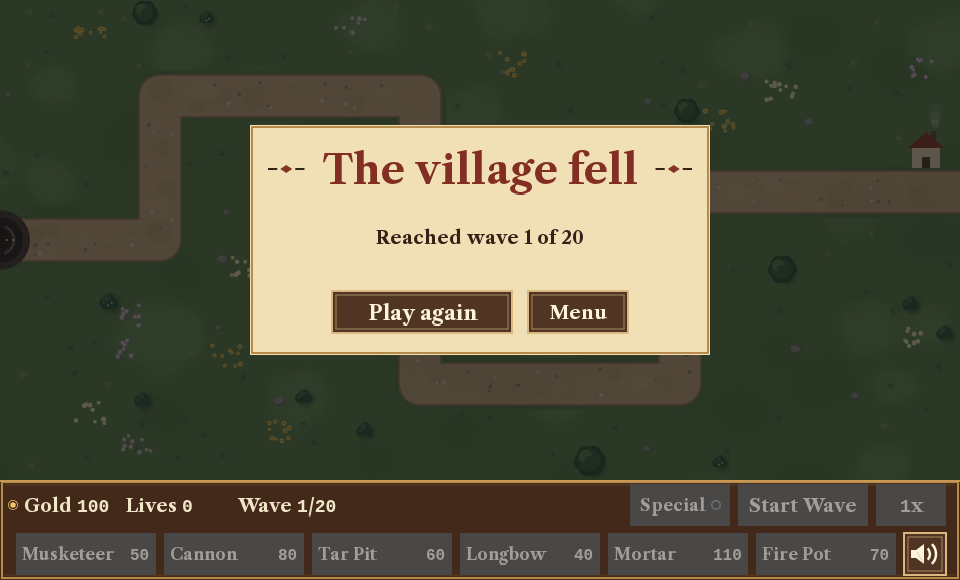 The village fell
Reached wave 1 of 20
Play again Menu
Gold 100 Lives 0 Wave 1/20 Special Start Wave 1x
Musketeer 50 Cannon 80 Tar Pit 60 Longbow 40 Mortar 110 Fire Pot 70